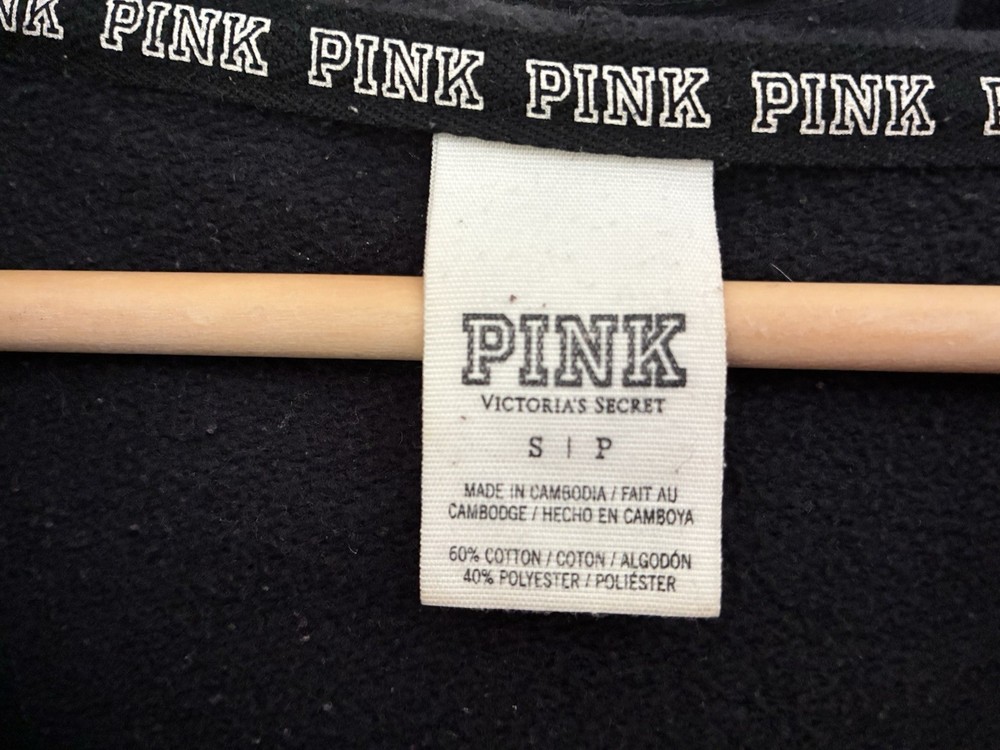 PINK PINK PINK PINK
PINK
VICTORIA'S SECRET
S | P
MADE IN CAMBODIA / FAIT AU
CAMBODGE / HECHO EN CAMBOYA
60% COTTON / COTON / ALGODÓN
40% POLYESTER / POLIÉSTER